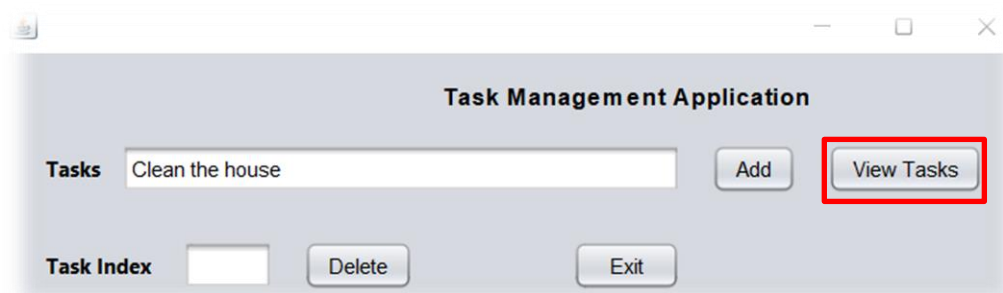 Task Management Application
Tasks Clean the house Add View Tasks
Task Index Delete Exit